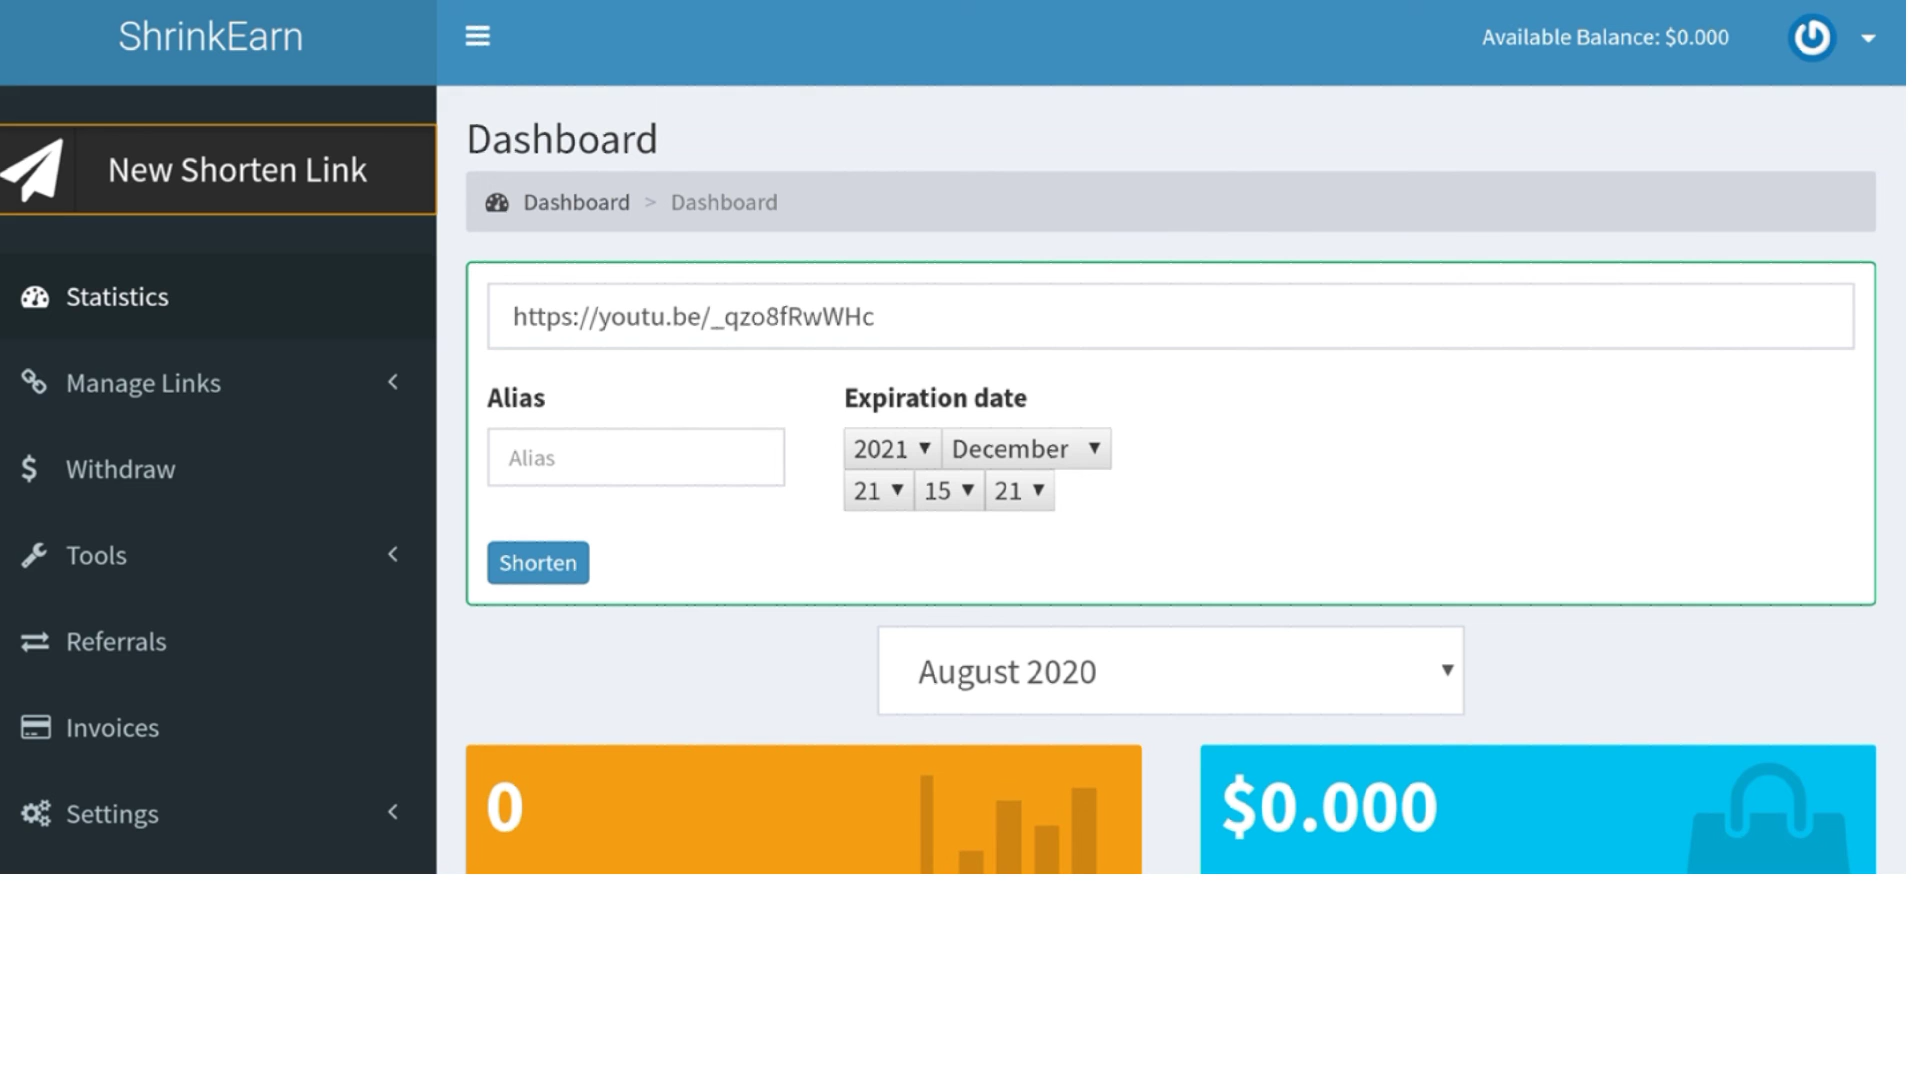 ShrinkEarn
Available Balance: $0.000
New Shorten Link
Statistics
Manage Links
Withdraw
Tools
Referrals
Invoices
Settings
Dashboard
Dashboard > Dashboard
https://youtu.be/_qzo8fRwWHc
Alias
Alias
Expiration date
2021 December
21 15 21
Shorten
August 2020
0
$0.000